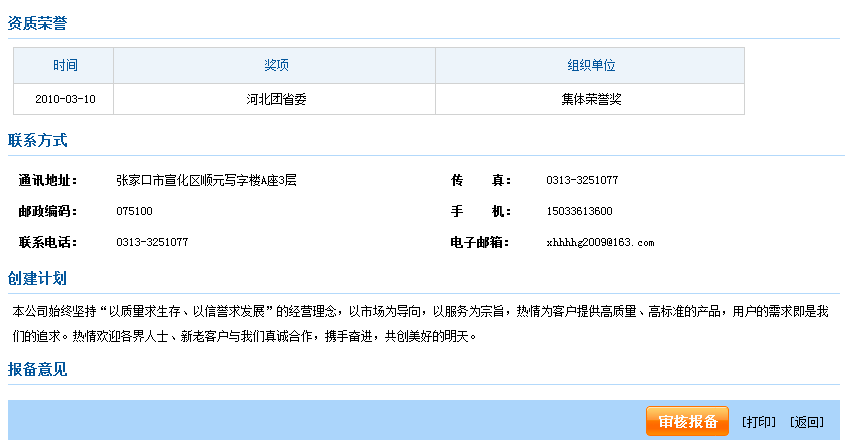 资质荣誉
时间 奖项 组织单位
2010-03-10 河北团省委 集体荣誉奖
联系方式
通讯地址： 张家口市宣化区顺元写字楼A座3层 传 真： 0313-3251077
邮政编码： 075100 手 机： 15033613600
联系电话： 0313-3251077 电子邮箱： xhhhhg2009@163.com
创建计划
本公司始终坚持“以质量求生存、以信誉求发展”的经营理念，以市场为导向，以服务为宗旨，热情为客户提供高质量、高标准的产品，用户的需求即是我
们的追求。热情欢迎各界人士、新老客户与我们真诚合作，携手奋进，共创美好的明天。
报备意见
审核报备 [打印] [返回]